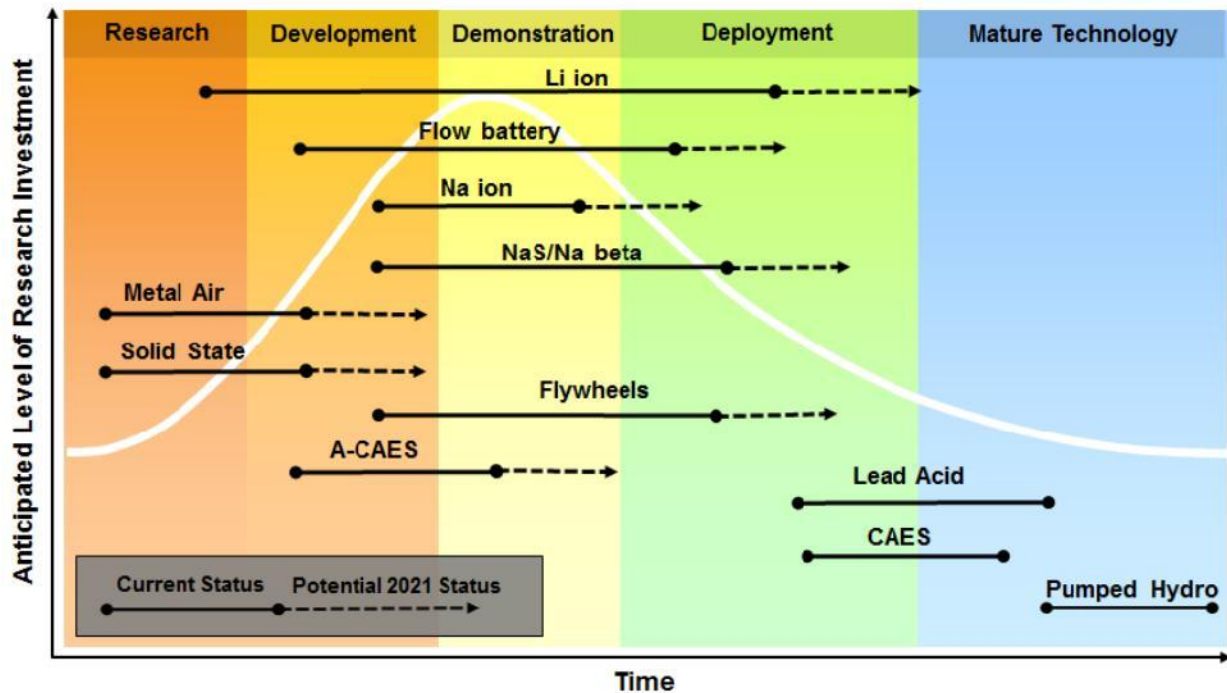 Anticipated Level of Research Investment
Research Development Demonstration Deployment Mature Technology
Li ion
Flow battery
Na ion
NaS/Na beta
Metal Air
Solid State
Flywheels
A-CAES
Lead Acid
CAES
Pumped Hydro
Current Status Potential 2021 Status
Time